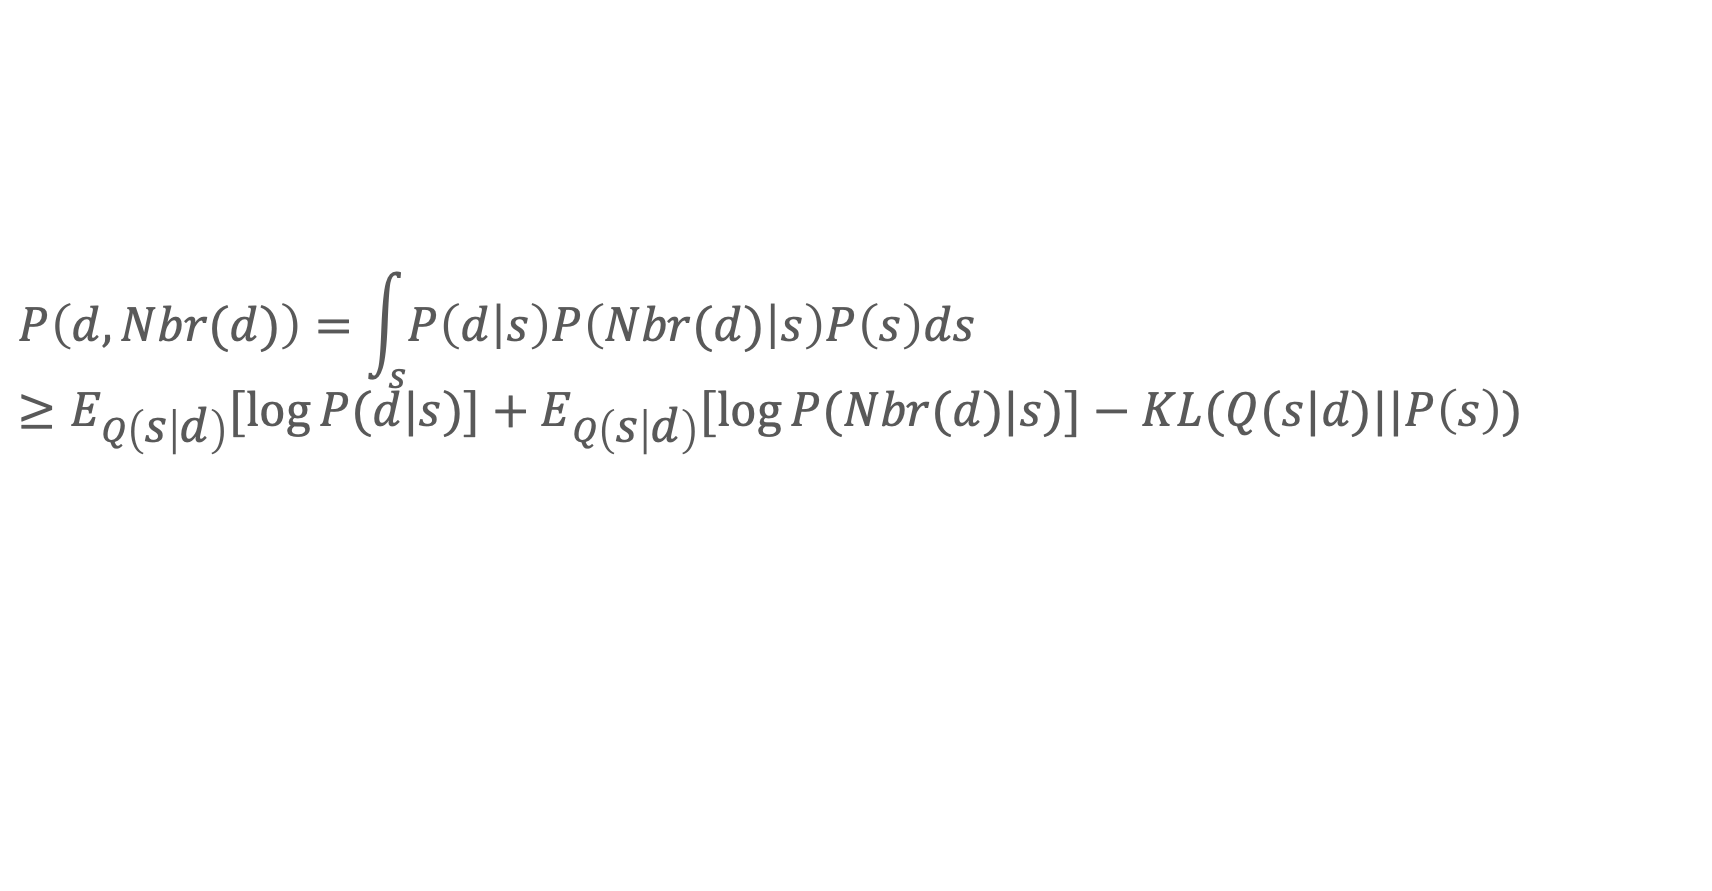 P(d, Nbr(d)) = ∫_s P(d|s)P(Nbr(d)|s)P(s)ds
≥ E_{Q(s|d)}[log P(d|s)] + E_{Q(s|d)}[log P(Nbr(d)|s)] − KL(Q(s|d)||P(s))